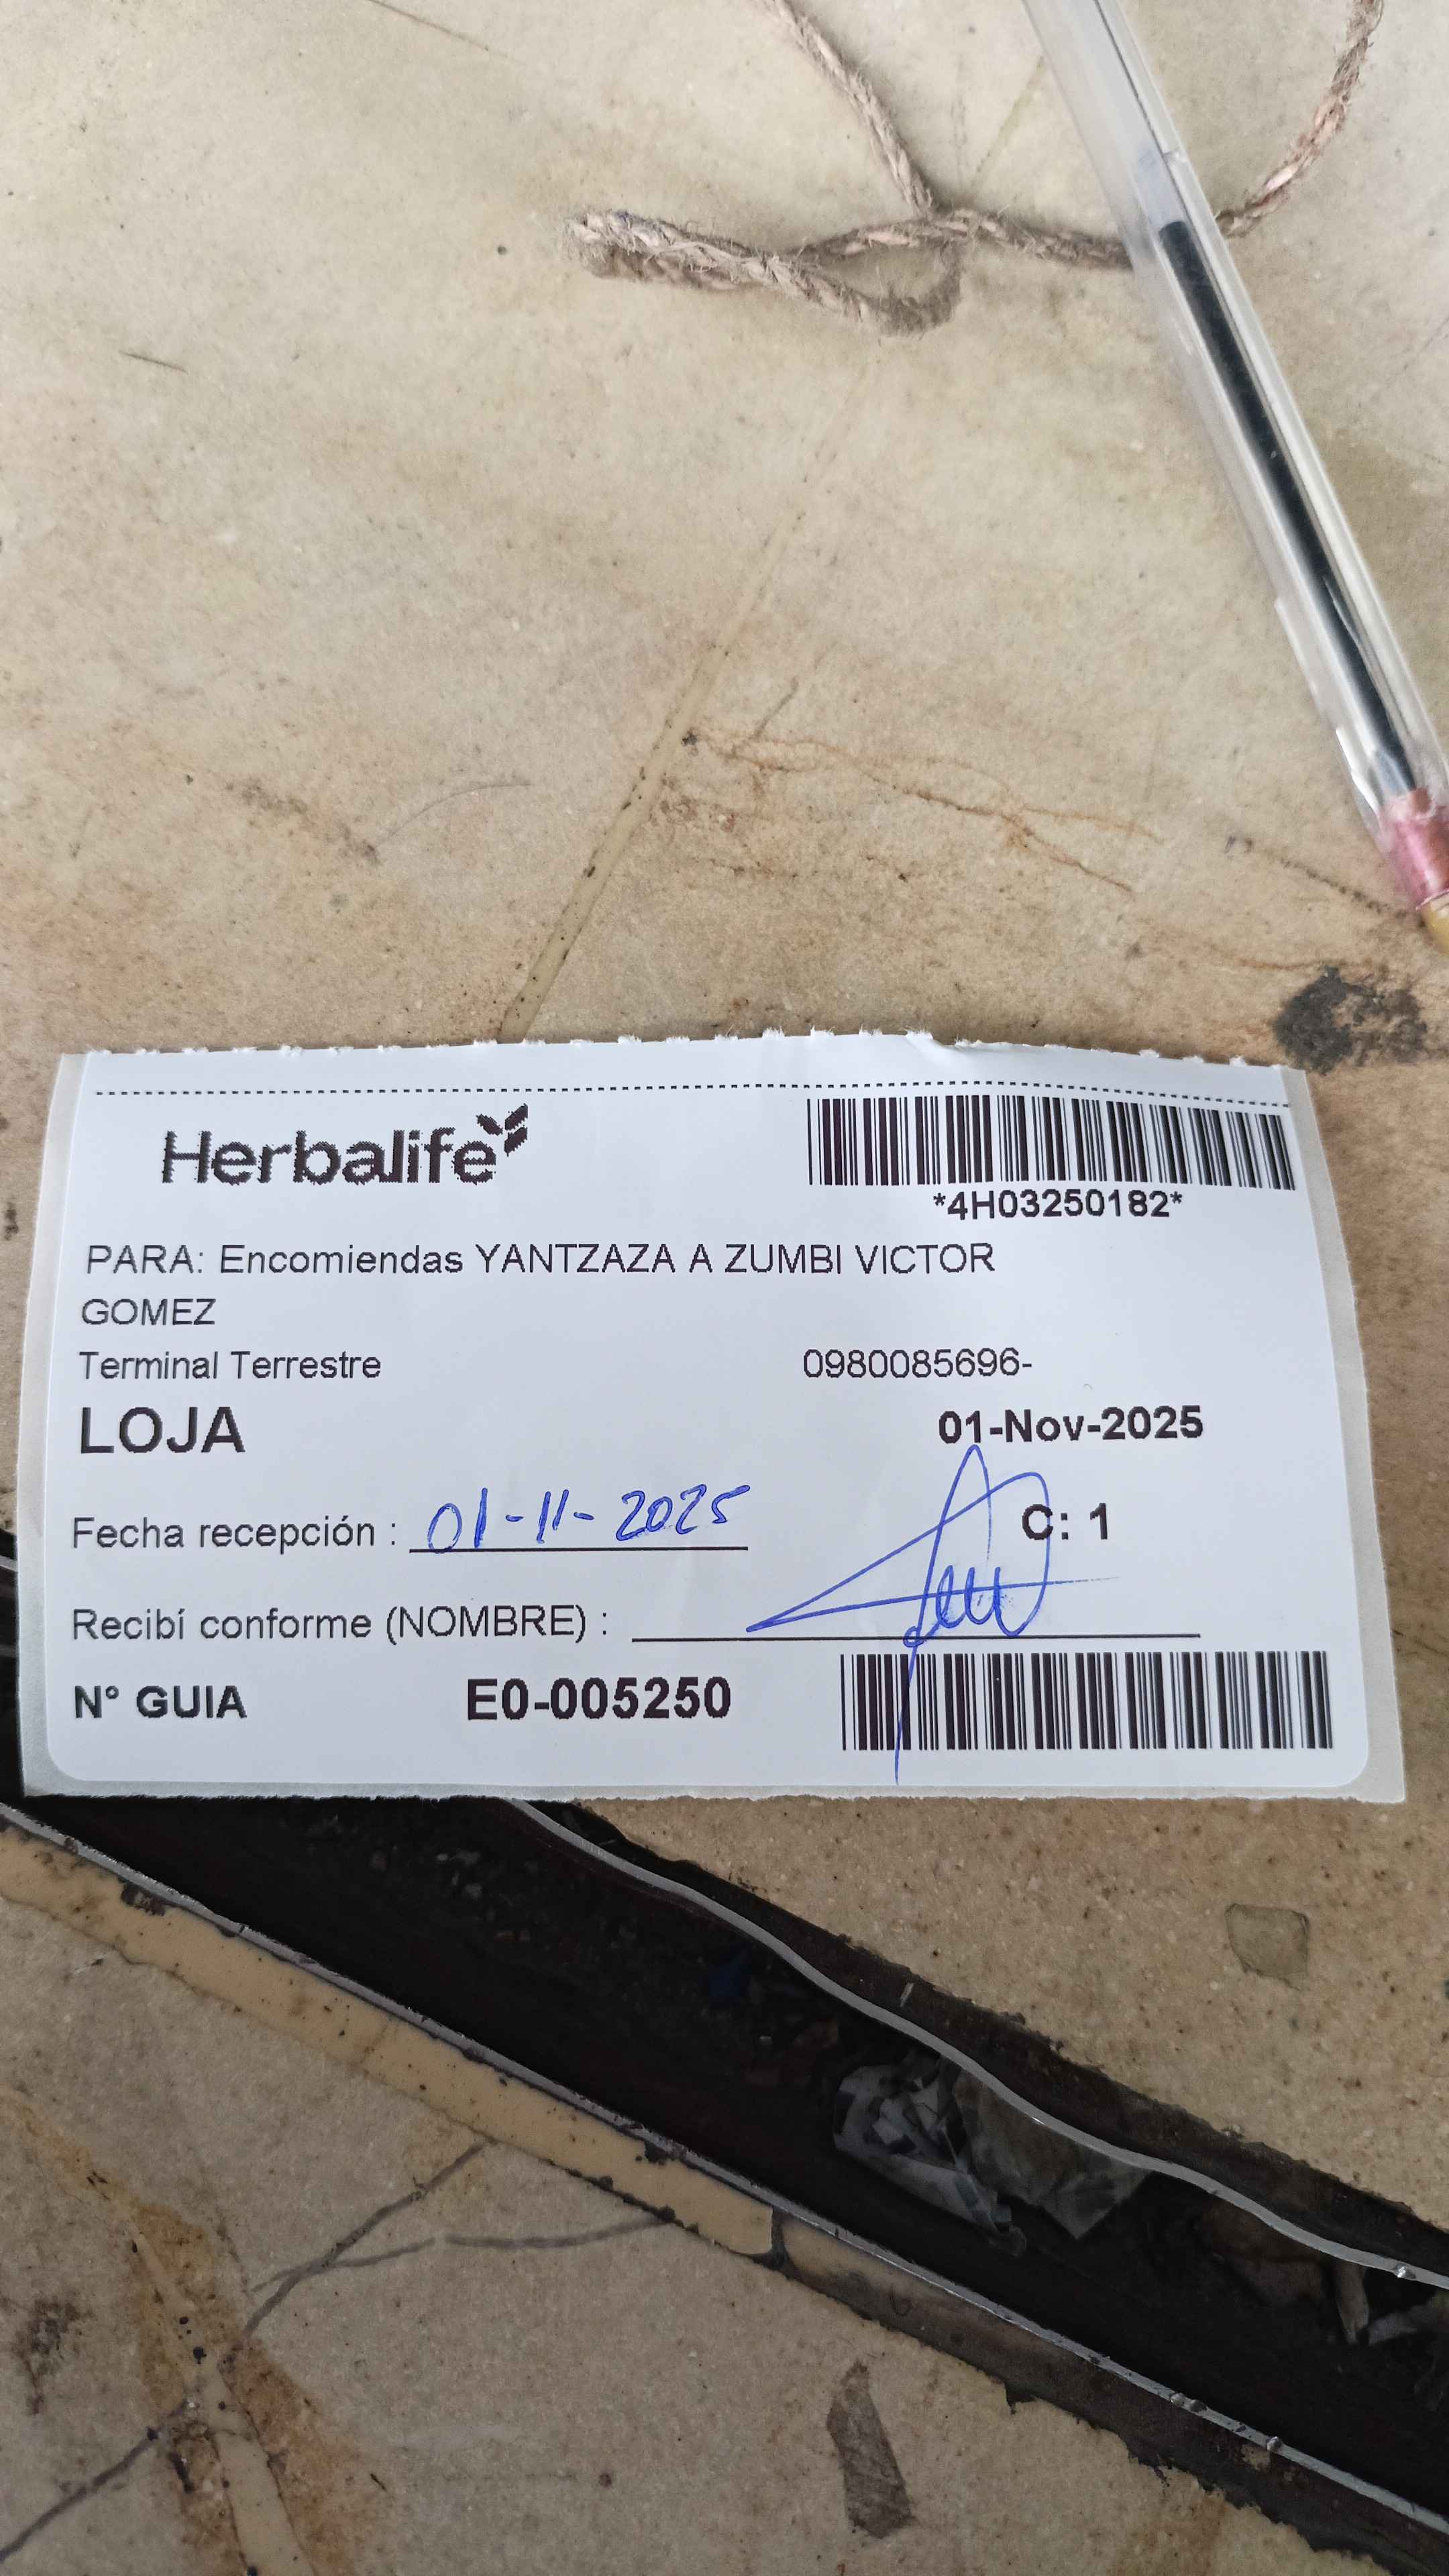 Herbalife
*4H03250182*
PARA: Encomiendas YANTZAZA A ZUMBI VICTOR
GOMEZ
Terminal Terrestre 0980085696-
LOJA 01-Nov-2025
Fecha recepción : 01-11-2025 C: 1
Recibí conforme (NOMBRE) :
N° GUIA E0-005250